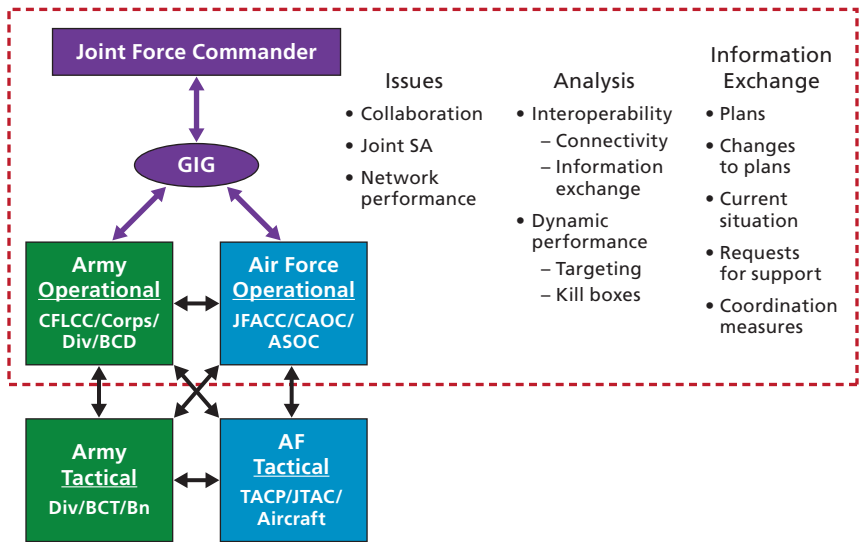 Joint Force Commander
GIG
Army
Operational
CFLCC/Corps/
Div/BCD
Air Force
Operational
JFACC/CAOC/
ASOC
Army
Tactical
Div/BCT/Bn
AF
Tactical
TACP/JTAC/
Aircraft
Issues
• Collaboration
• Joint SA
• Network
performance
Analysis
• Interoperability
– Connectivity
– Information
exchange
• Dynamic
performance
– Targeting
– Kill boxes
Information
Exchange
• Plans
• Changes
to plans
• Current
situation
• Requests
for support
• Coordination
measures